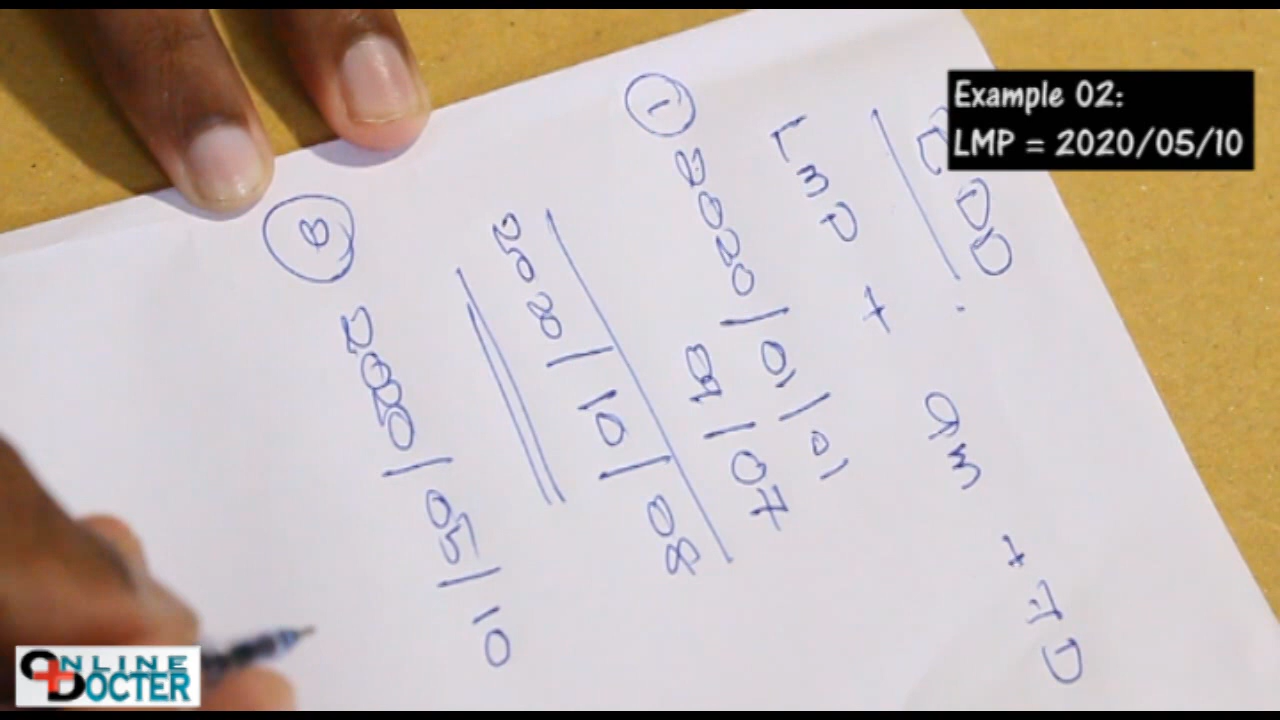 Example 02:
LMP = 2020/05/10
EDD
LMP + 9M + 7D
① 2020/01/01
09/07
2020/10/08
② 2020/05/10
ONLINE
DOCTER